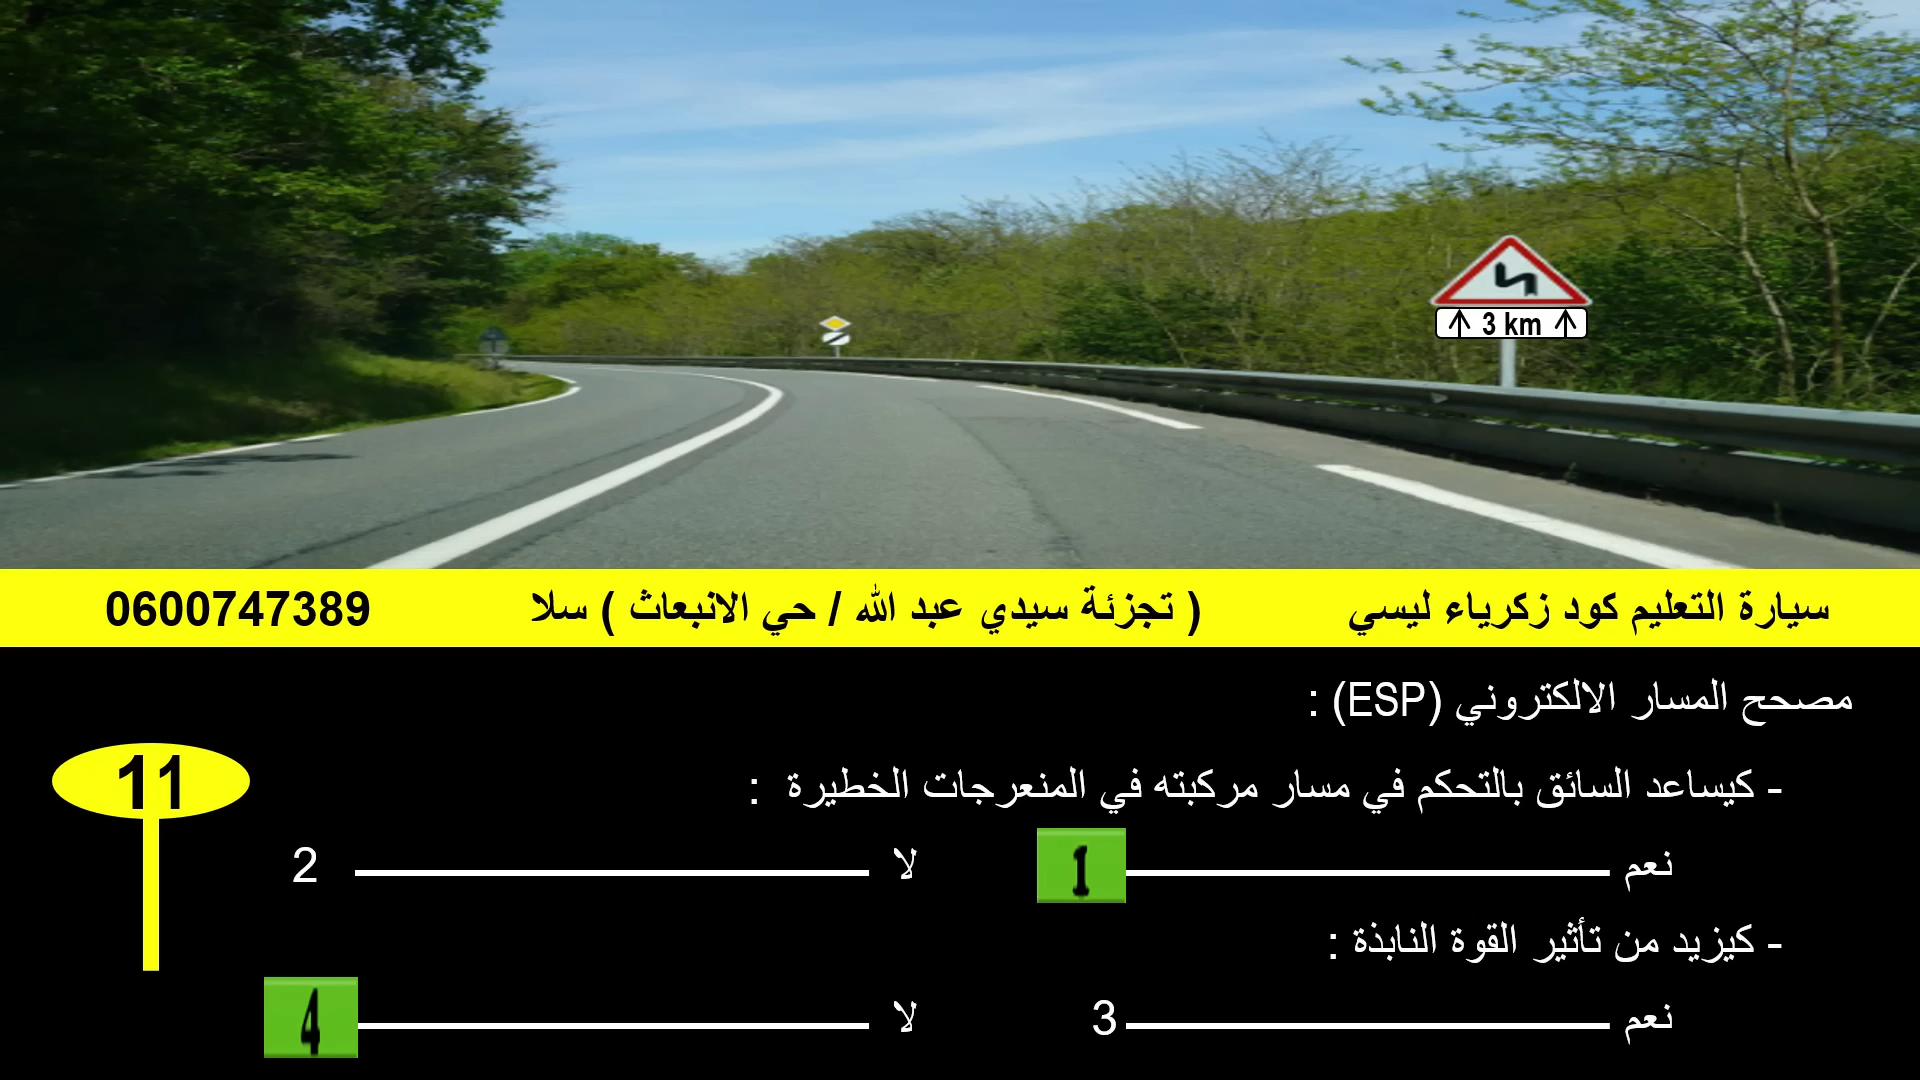 3 km
سيارة التعليم كود زكرياء ليسي ( تجزئة سيدي عبد الله / حي الانبعاث ) سلا 0600747389
مصحح المسار الالكتروني (ESP) :
11
- كيساعد السائق بالتحكم في مسار مركبته في المنعرجات الخطيرة :
نعم 1 لا 2
- كيزيد من تأثير القوة النابذة :
نعم 3 لا 4